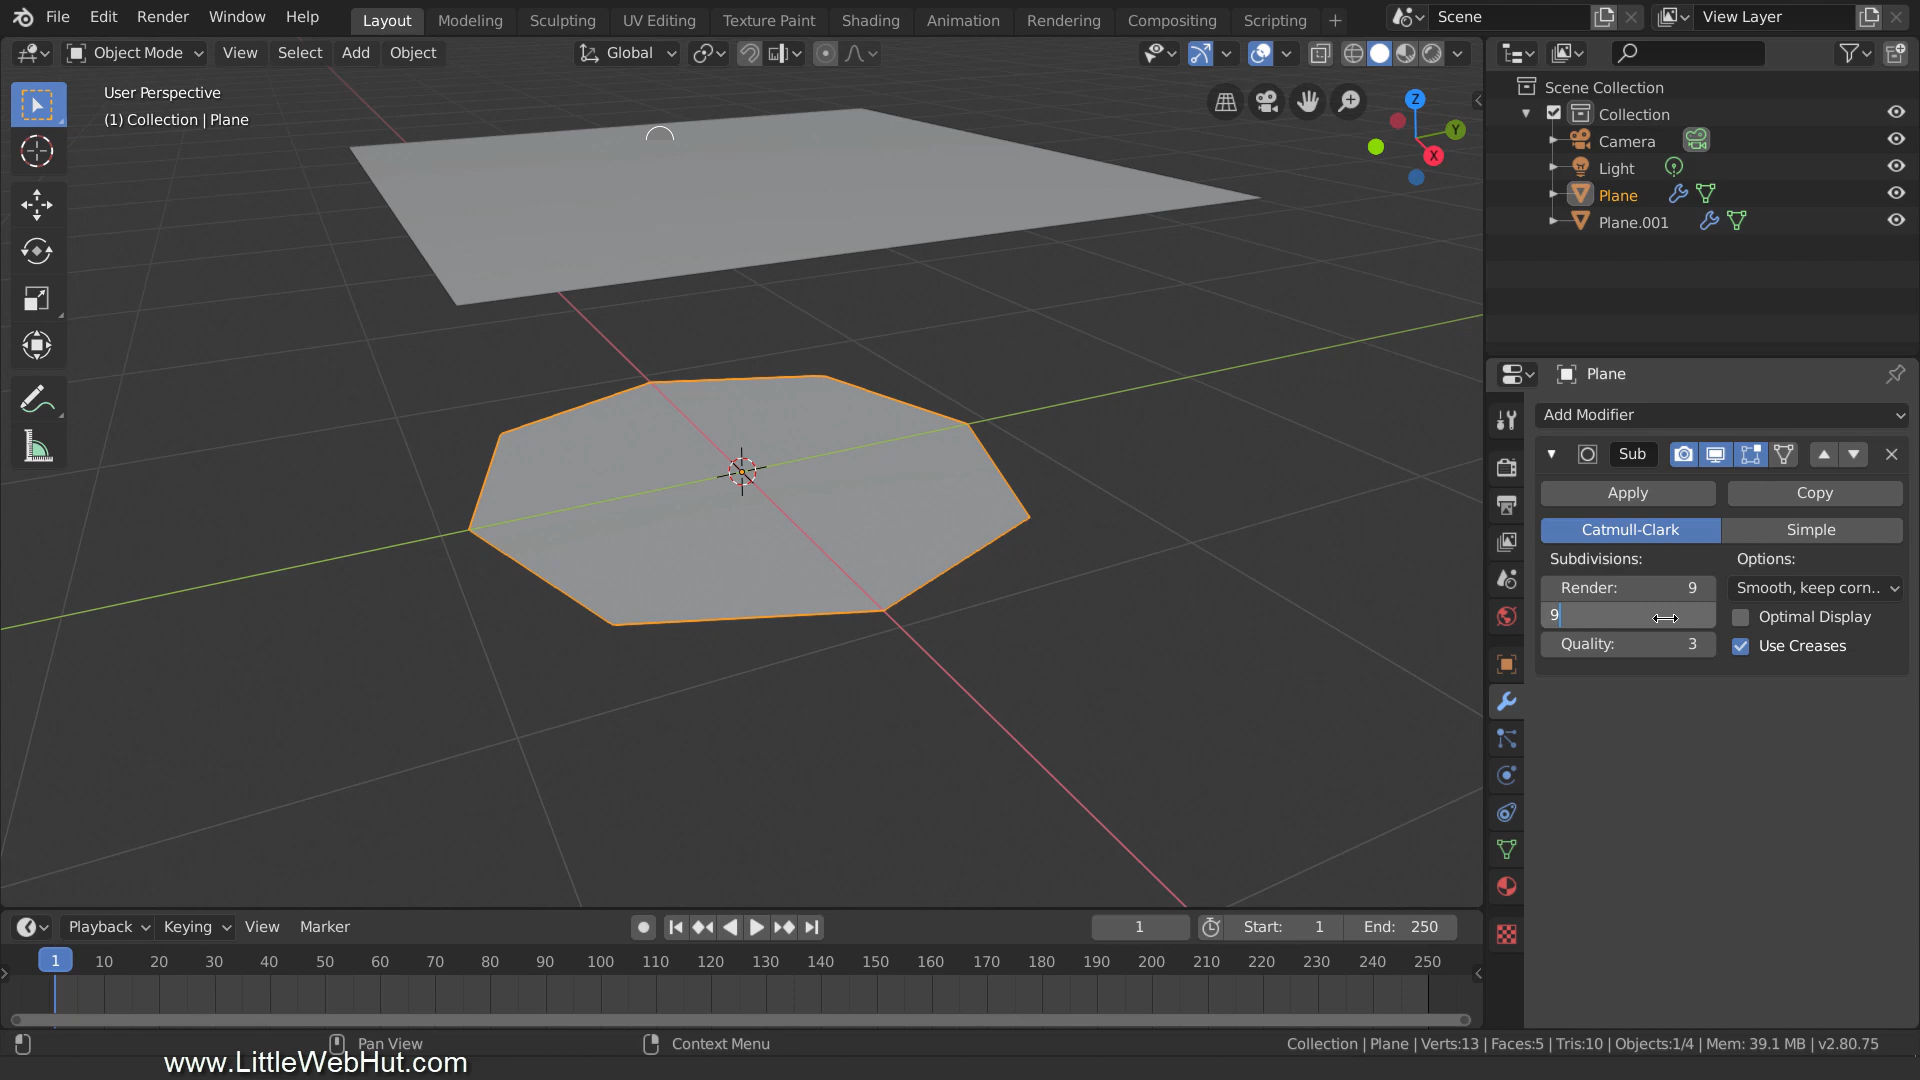 File Edit Render Window Help Layout Modeling Sculpting UV Editing Texture Paint Shading Animation Rendering Compositing Scripting + Scene View Layer
Object Mode View Select Add Object Global
User Perspective
(1) Collection | Plane
Z
Y
X
Scene Collection
Collection
Camera
Light
Plane
Plane.001
Plane
Add Modifier
Sub
Apply Copy
Catmull-Clark Simple
Subdivisions: Options:
Render: 9 Smooth, keep corn..
9 Optimal Display
Quality: 3 Use Creases
Playback Keying View Marker 1 Start: 1 End: 250
1 10 20 30 40 50 60 70 80 90 100 110 120 130 140 150 160 170 180 190 200 210 220 230 240 250
Pan View Context Menu Collection | Plane | Verts:13 | Faces:5 | Tris:10 | Objects:1/4 | Mem: 39.1 MB | v2.80.75
www.LittleWebHut.com